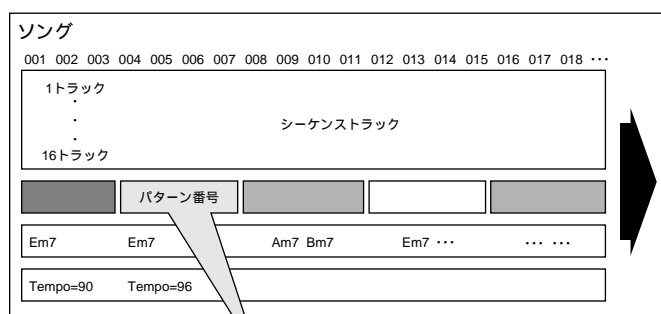 ソング
001 002 003 004 005 006 007 008 009 010 011 012 013 014 015 016 017 018 ･･･
1トラック
・
・
・
シーケンストラック
16トラック
パターン番号
Em7 Em7 Am7 Bm7 Em7 ･･･ ･･･ ･･･
Tempo=90 Tempo=96